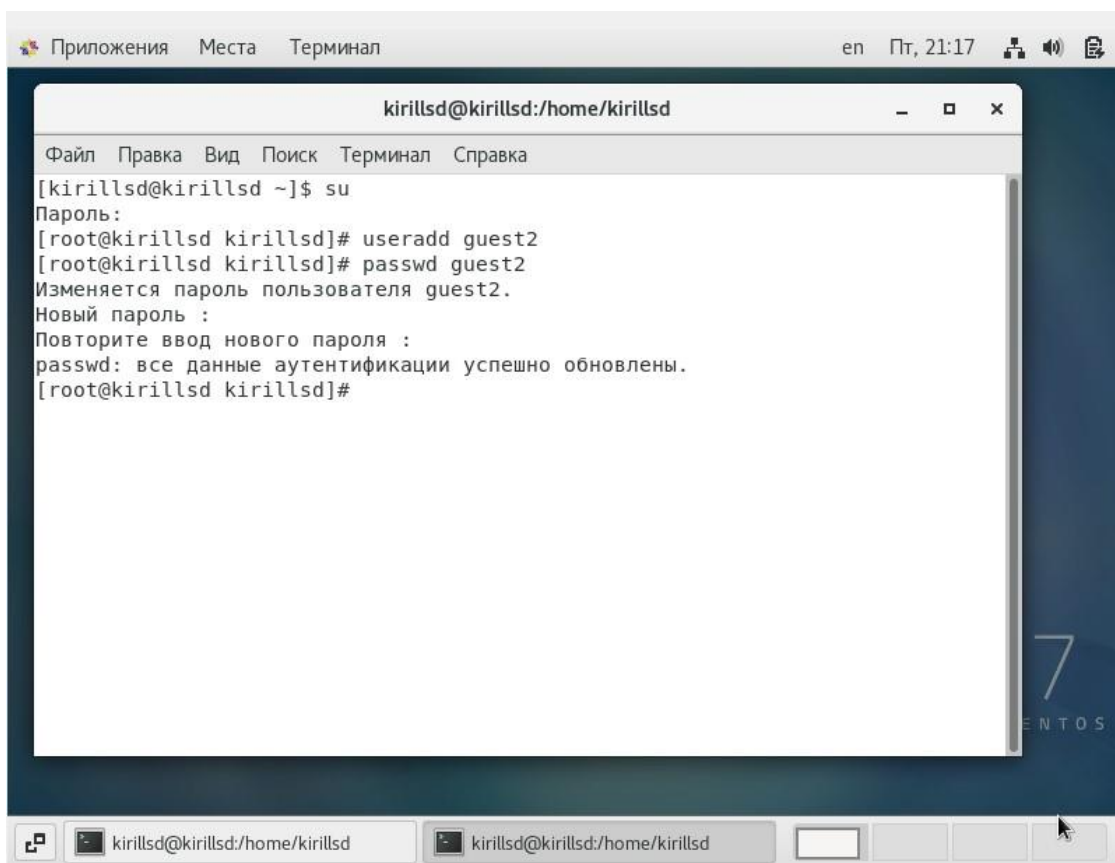 Приложения Места Терминал en Пт, 21:17
kirillsd@kirillsd:/home/kirillsd
Файл Правка Вид Поиск Терминал Справка
[kirillsd@kirillsd ~]$ su
Пароль:
[root@kirillsd kirillsd]# useradd guest2
[root@kirillsd kirillsd]# passwd guest2
Изменяется пароль пользователя guest2.
Новый пароль :
Повторите ввод нового пароля :
passwd: все данные аутентификации успешно обновлены.
[root@kirillsd kirillsd]#
7
ENTOS
kirillsd@kirillsd:/home/kirillsd kirillsd@kirillsd:/home/kirillsd